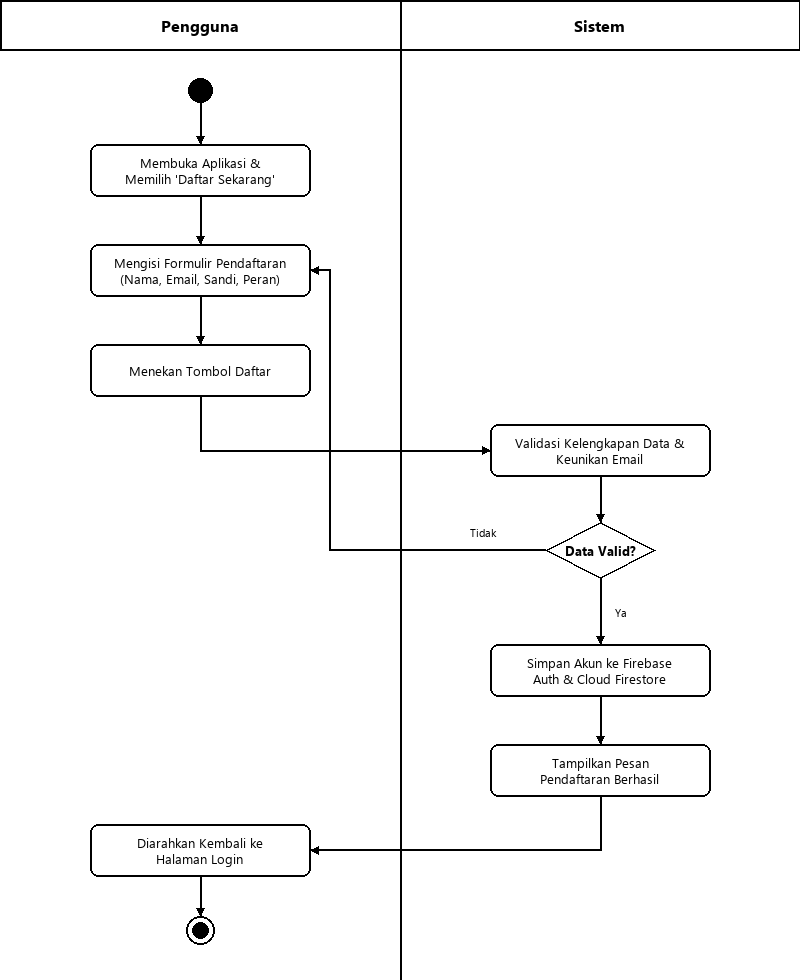 Pengguna
Sistem
Membuka Aplikasi &
Memilih 'Daftar Sekarang'
Mengisi Formulir Pendaftaran
(Nama, Email, Sandi, Peran)
Menekan Tombol Daftar
Validasi Kelengkapan Data &
Keunikan Email
Tidak
Data Valid?
Ya
Simpan Akun ke Firebase
Auth & Cloud Firestore
Tampilkan Pesan
Pendaftaran Berhasil
Diarahkan Kembali ke
Halaman Login